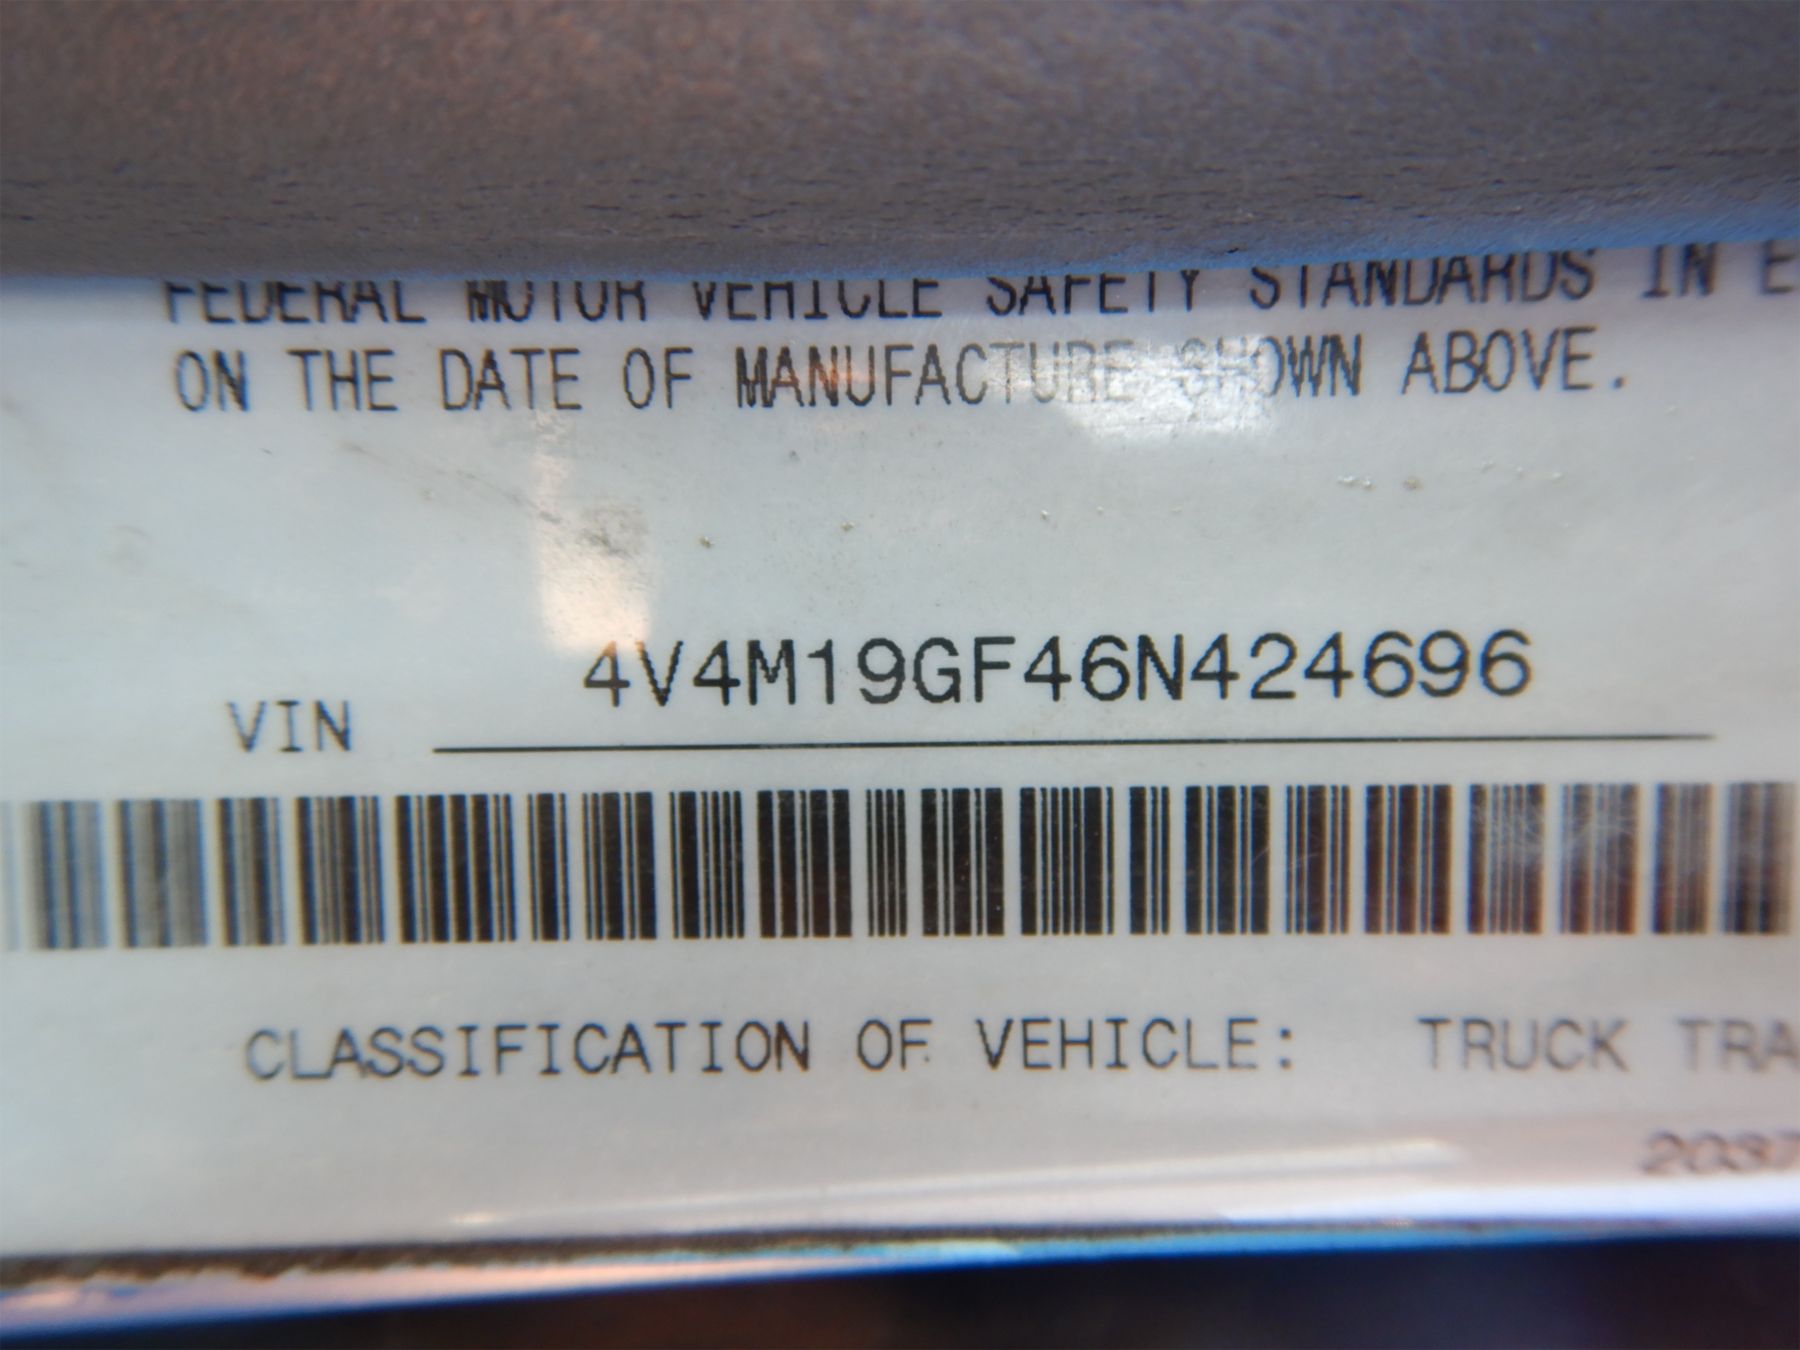 FEDERAL MOTOR VEHICLE SAFETY STANDARDS IN E
ON THE DATE OF MANUFACTURE SHOWN ABOVE.
4V4M19GF46N424696
VIN
CLASSIFICATION OF VEHICLE: TRUCK TRA